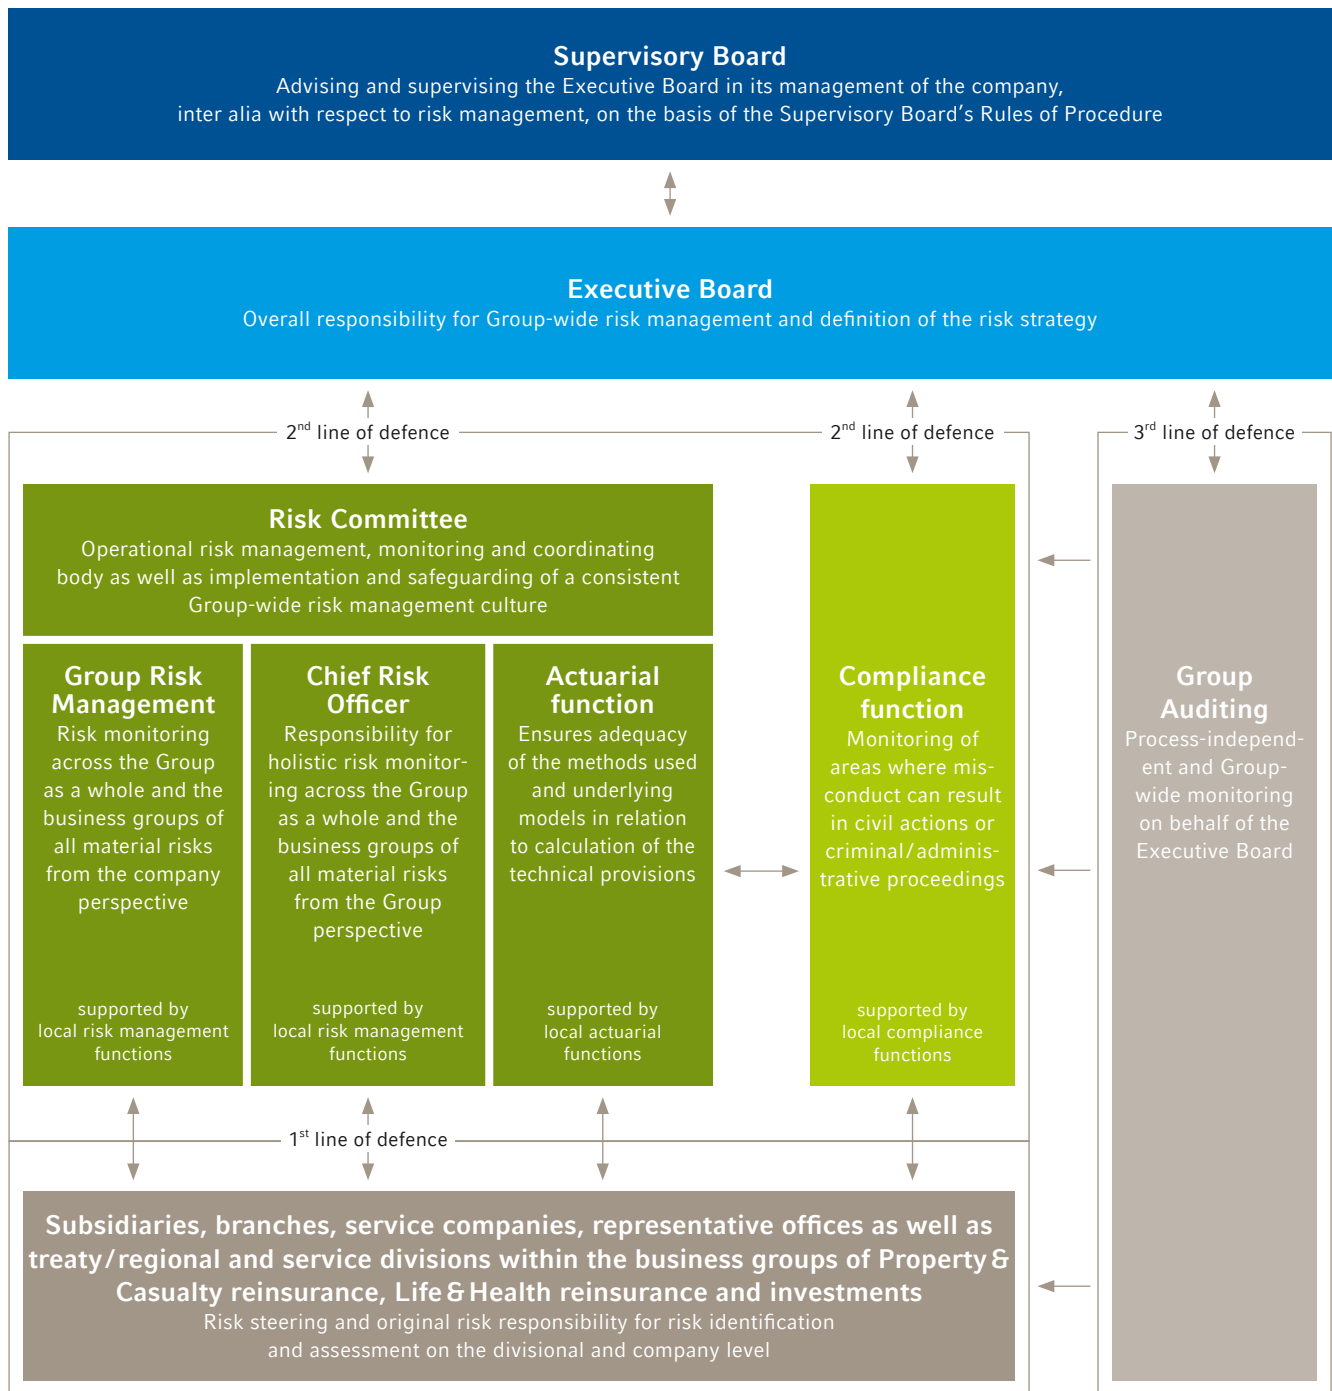 Supervisory Board
Advising and supervising the Executive Board in its management of the company,
inter alia with respect to risk management, on the basis of the Supervisory Board’s Rules of Procedure
Executive Board
Overall responsibility for Group-wide risk management and definition of the risk strategy
2nd line of defence
2nd line of defence
3rd line of defence
Risk Committee
Operational risk management, monitoring and coordinating
body as well as implementation and safeguarding of a consistent
Group-wide risk management culture
Group Risk
Management
Risk monitoring
across the Group
as a whole and the
business groups of
all material risks
from the company
perspective
supported by
local risk management
functions
Chief Risk
Officer
Responsibility for
holistic risk monitor-
ing across the Group
as a whole and the
business groups of
all material risks
from the Group
perspective
supported by
local risk management
functions
Actuarial
function
Ensures adequacy
of the methods used
and underlying
models in relation
to calculation of the
technical provisions
supported by
local actuarial
functions
Compliance
function
Monitoring of
areas where mis-
conduct can result
in civil actions or
criminal/adminis-
trative proceedings
supported by
local compliance
functions
Group
Auditing
Process-independ-
ent and Group-
wide monitoring
on behalf of the
Executive Board
1st line of defence
Subsidiaries, branches, service companies, representative offices as well as
treaty/regional and service divisions within the business groups of Property &
Casualty reinsurance, Life & Health reinsurance and investments
Risk steering and original risk responsibility for risk identification
and assessment on the divisional and company level